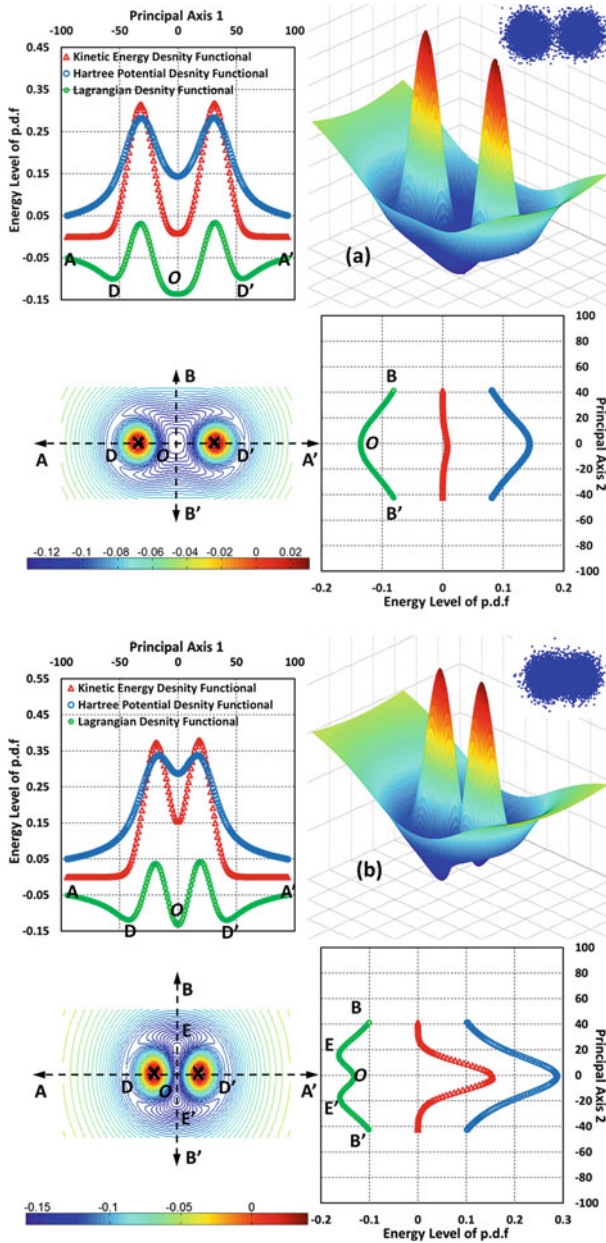 Principal Axis 1
-100 -50 0 50 100
Energy Level of p.d.f
0.45
0.35
0.25
0.15
0.05
-0.05
-0.15
Kinetic Energy Desnity Functional
Hartree Potential Desnity Functional
Lagrangian Desnity Functional
A O A'
D D'
(a)
B
A D O D' A'
B'
-0.12 -0.1 -0.08 -0.06 -0.04 -0.02 0 0.02
B
O
B'
100
80
60
40
20
0
-20
-40
-60
-80
-100
Principal Axis 2
-0.2 -0.1 0 0.1 0.2
Energy Level of p.d.f
Principal Axis 1
-100 -50 0 50 100
Energy Level of p.d.f
0.55
0.45
0.35
0.25
0.15
0.05
-0.05
-0.15
Kinetic Energy Desnity Functional
Hartree Potential Desnity Functional
Lagrangian Desnity Functional
A O A'
D D'
(b)
B
E
A D O D' A'
E'
B'
-0.15 -0.1 -0.05 0
B
E
O
E'
B'
100
80
60
40
20
0
-20
-40
-60
-80
-100
Principal Axis 2
-0.2 -0.1 0 0.1 0.2 0.3
Energy Level of p.d.f